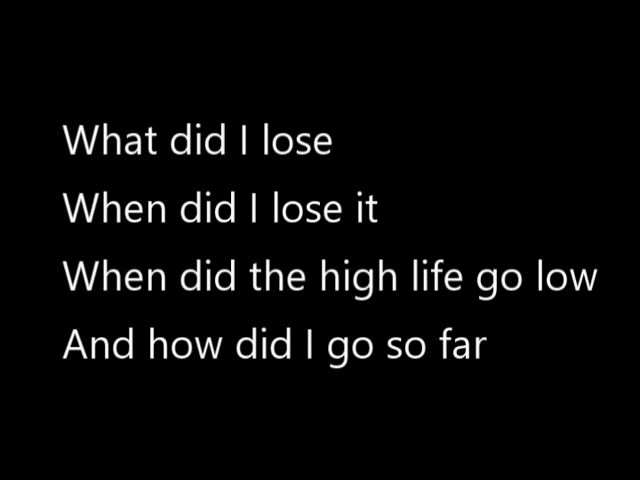 What did I lose
When did I lose it
When did the high life go low
And how did I go so far